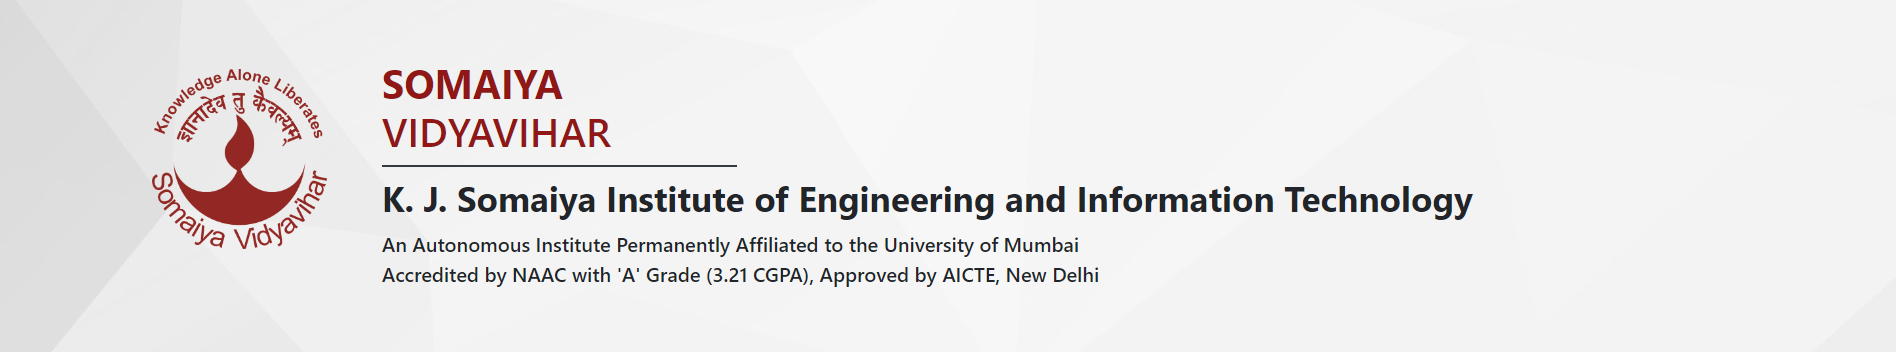 Knowledge Alone Liberates
ज्ञानादेव तु कैवल्यम्
Somaiya Vidyavihar
SOMAIYA
VIDYAVIHAR
K. J. Somaiya Institute of Engineering and Information Technology
An Autonomous Institute Permanently Affiliated to the University of Mumbai
Accredited by NAAC with 'A' Grade (3.21 CGPA), Approved by AICTE, New Delhi